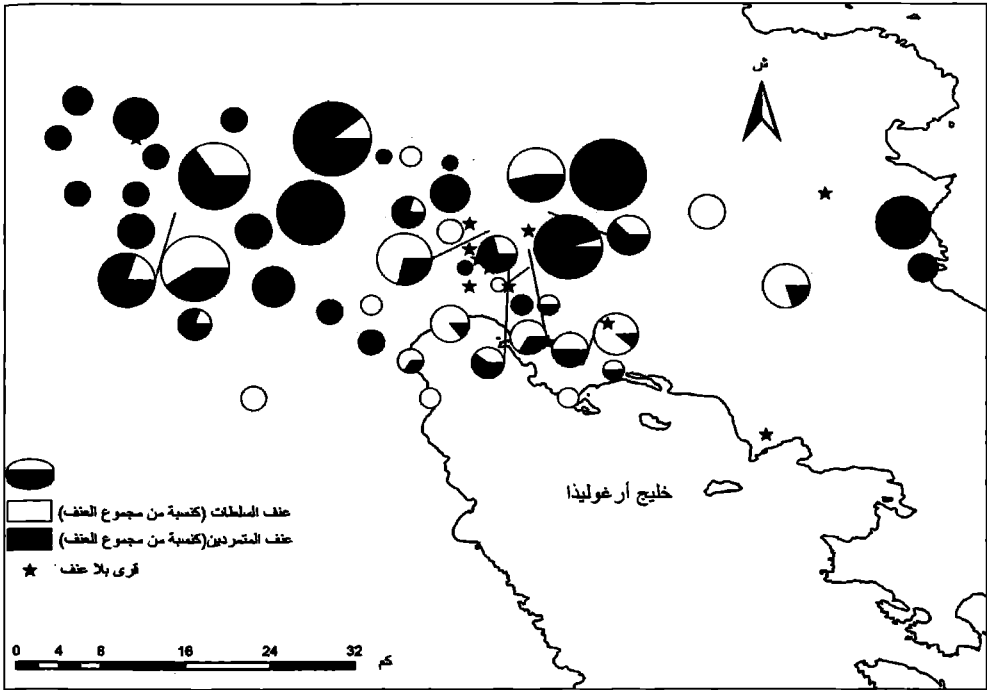 ش
خليج أرغوليذا
عنف السلطات (كنسبة من مجموع العنف)
عنف المتمردين(كنسبة من مجموع العنف)
قرى بلا عنف
0 4 8 16 24 32 كم